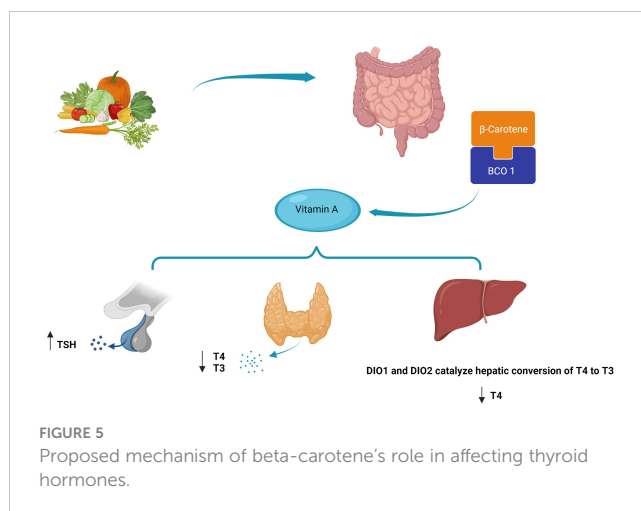 β-Carotene
BCO 1
Vitamin A
TSH
T4
T3
DIO1 and DIO2 catalyze hepatic conversion of T4 to T3
T4
FIGURE 5
Proposed mechanism of beta-carotene's role in affecting thyroid
hormones.